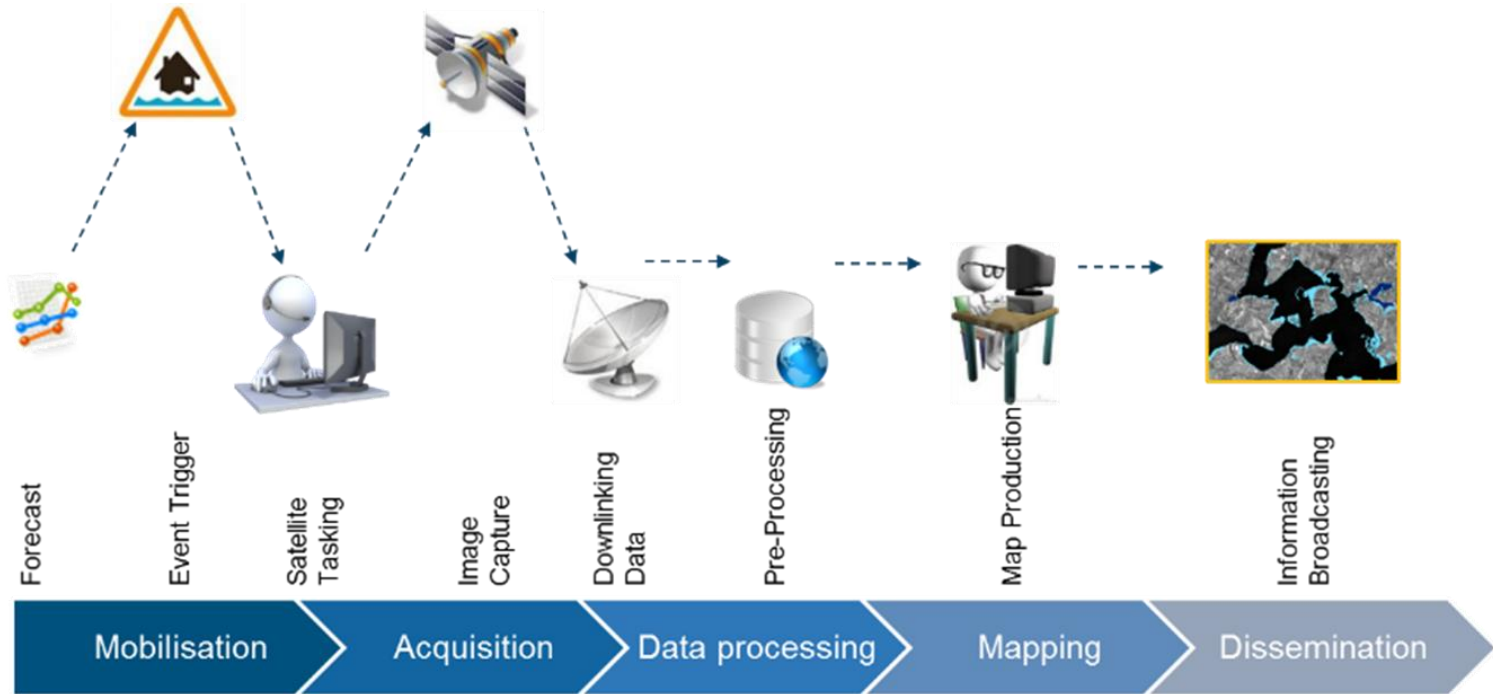 Forecast
Event Trigger
Satellite
Tasking
Image
Capture
Downlinking
Data
Pre-Processing
Map Production
Information
Broadcasting
Mobilisation
Acquisition
Data processing
Mapping
Dissemination